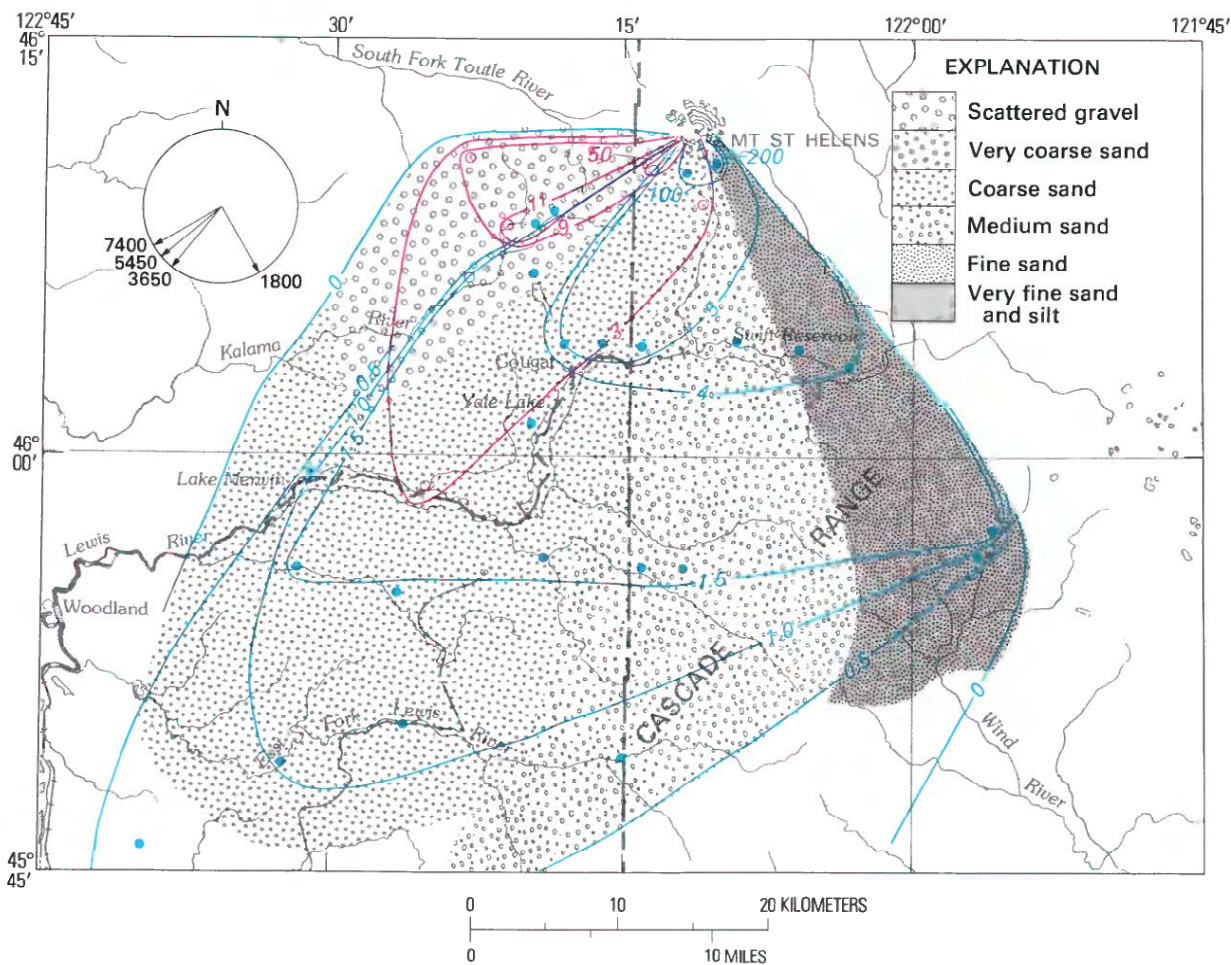 122°45′
30′
15′
122°00′
121°45′
46°
15′
South Fork Toutle River
EXPLANATION
Scattered gravel
Very coarse sand
Coarse sand
Medium sand
Fine sand
Very fine sand
and silt
N
7400
5450
3650
1800
MT ST HELENS
50
200
100
11
9
0
5
3
Kalama River
Swift Reservoir
Cougar
4
0.5
1.0
1.5
Yale Lake
46°
00′
Lake Merwin
RANGE
Lewis River
1.5
Woodland
1.0
0.5
0
CASCADE
Fork Lewis River
Wind River
45°
45′
0 10 20 KILOMETERS
0 10 MILES